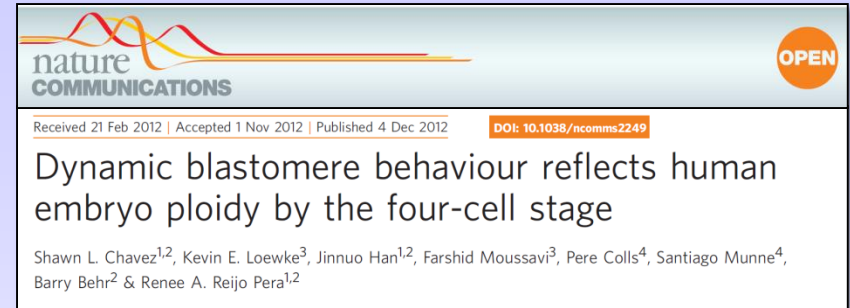 nature
COMMUNICATIONS
OPEN
Received 21 Feb 2012 | Accepted 1 Nov 2012 | Published 4 Dec 2012
DOI: 10.1038/ncomms2249
Dynamic blastomere behaviour reflects human
embryo ploidy by the four-cell stage
Shawn L. Chavez1,2, Kevin E. Loewke3, Jinnuo Han1,2, Farshid Moussavi3, Pere Colls4, Santiago Munne4,
Barry Behr2 & Renee A. Reijo Pera1,2